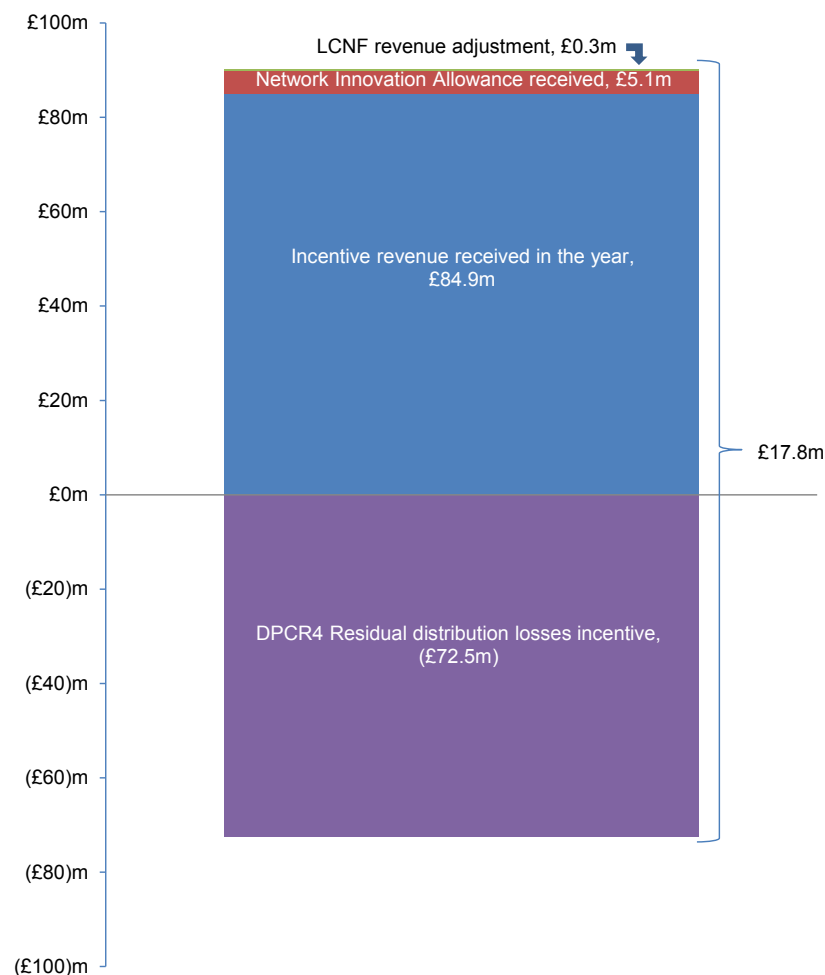 £100m
LCNF revenue adjustment, £0.3m
Network Innovation Allowance received, £5.1m
£80m
£60m
Incentive revenue received in the year,
£84.9m
£40m
£20m
£17.8m
£0m
(£20)m
DPCR4 Residual distribution losses incentive,
(£72.5m)
(£40)m
(£60)m
(£80)m
(£100)m